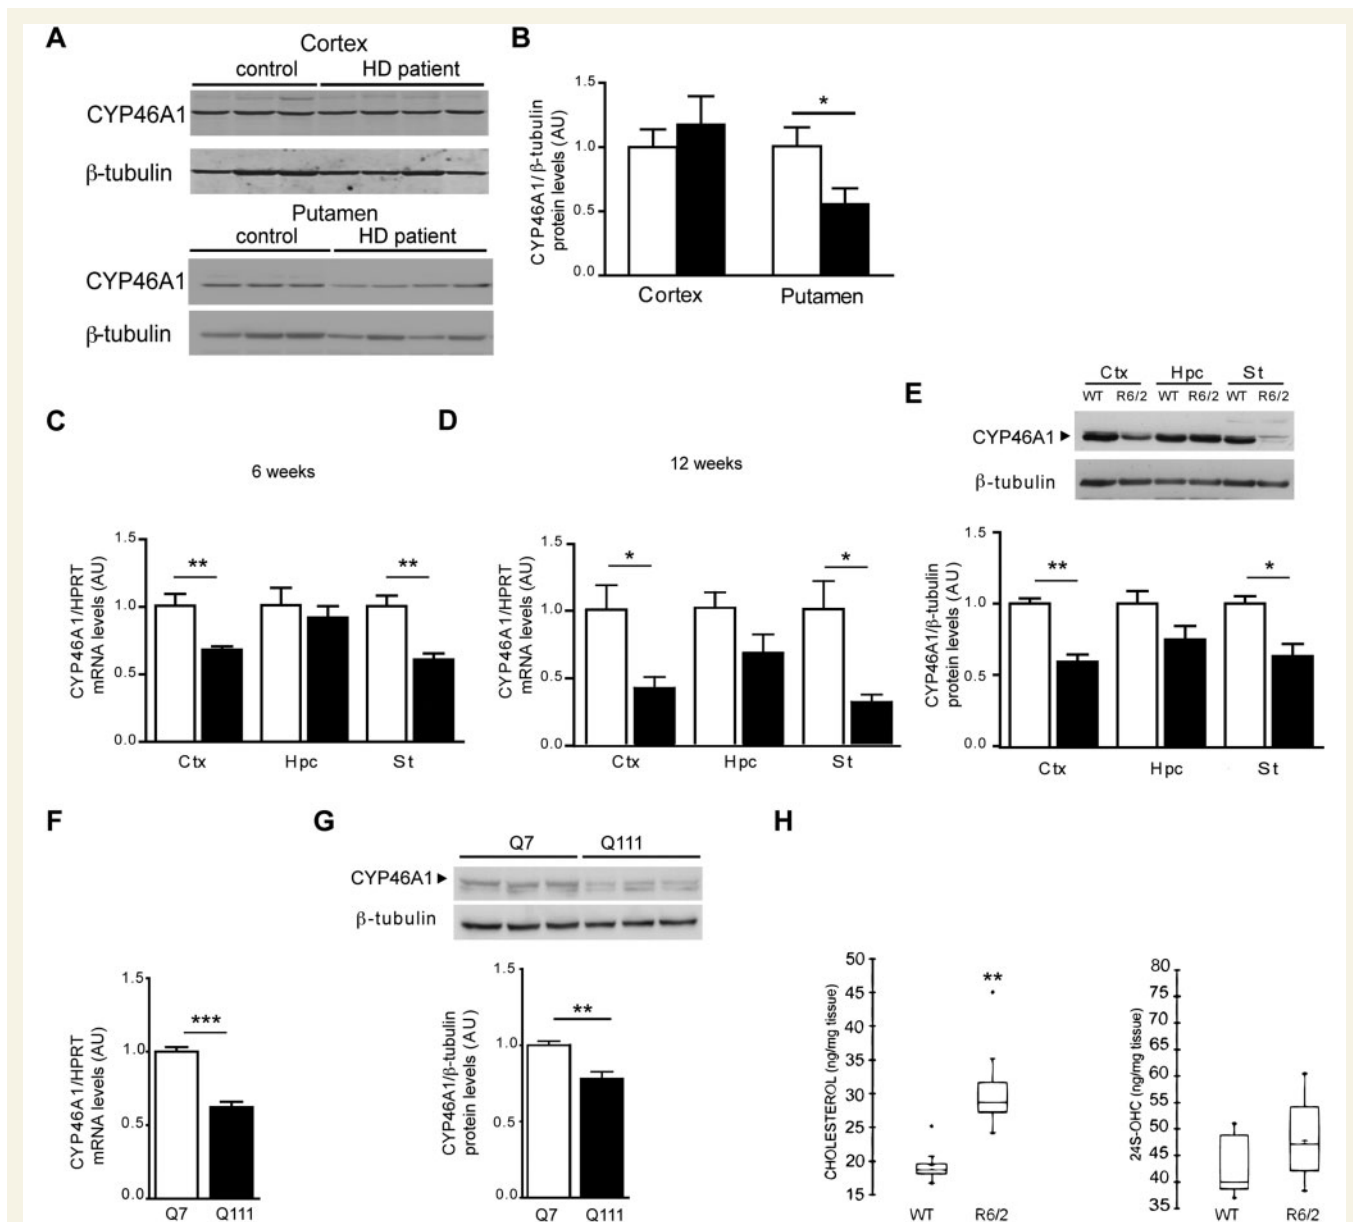 A
Cortex
control HD patient
CYP46A1
β-tubulin
Putamen
control HD patient
CYP46A1
β-tubulin
B
CYP46A1/β-tubulin
protein levels (AU)
1.5
1.0
0.5
0.0
*
Cortex Putamen
C
6 weeks
CYP46A1/HPRT
mRNA levels (AU)
1.5
1.0
0.5
0.0
** **
Ctx Hpc St
D
12 weeks
CYP46A1/HPRT
mRNA levels (AU)
1.5
1.0
0.5
0.0
* *
Ctx Hpc St
E
Ctx Hpc St
WT R6/2 WT R6/2 WT R6/2
CYP46A1
β-tubulin
CYP46A1/β-tubulin
protein levels (AU)
1.5
1.0
0.5
0.0
** *
Ctx Hpc St
F
CYP46A1/HPRT
mRNA levels (AU)
1.5
1.0
0.5
0.0
***
Q7 Q111
G
Q7 Q111
CYP46A1
β-tubulin
CYP46A1/β-tubulin
protein levels (AU)
1.5
1.0
0.5
0.0
**
Q7 Q111
H
CHOLESTEROL (ng/mg tissue)
50
45
40
35
30
25
20
15
**
WT R6/2
24S-OHC (ng/mg tissue)
80
75
70
65
60
55
50
45
40
35
WT R6/2